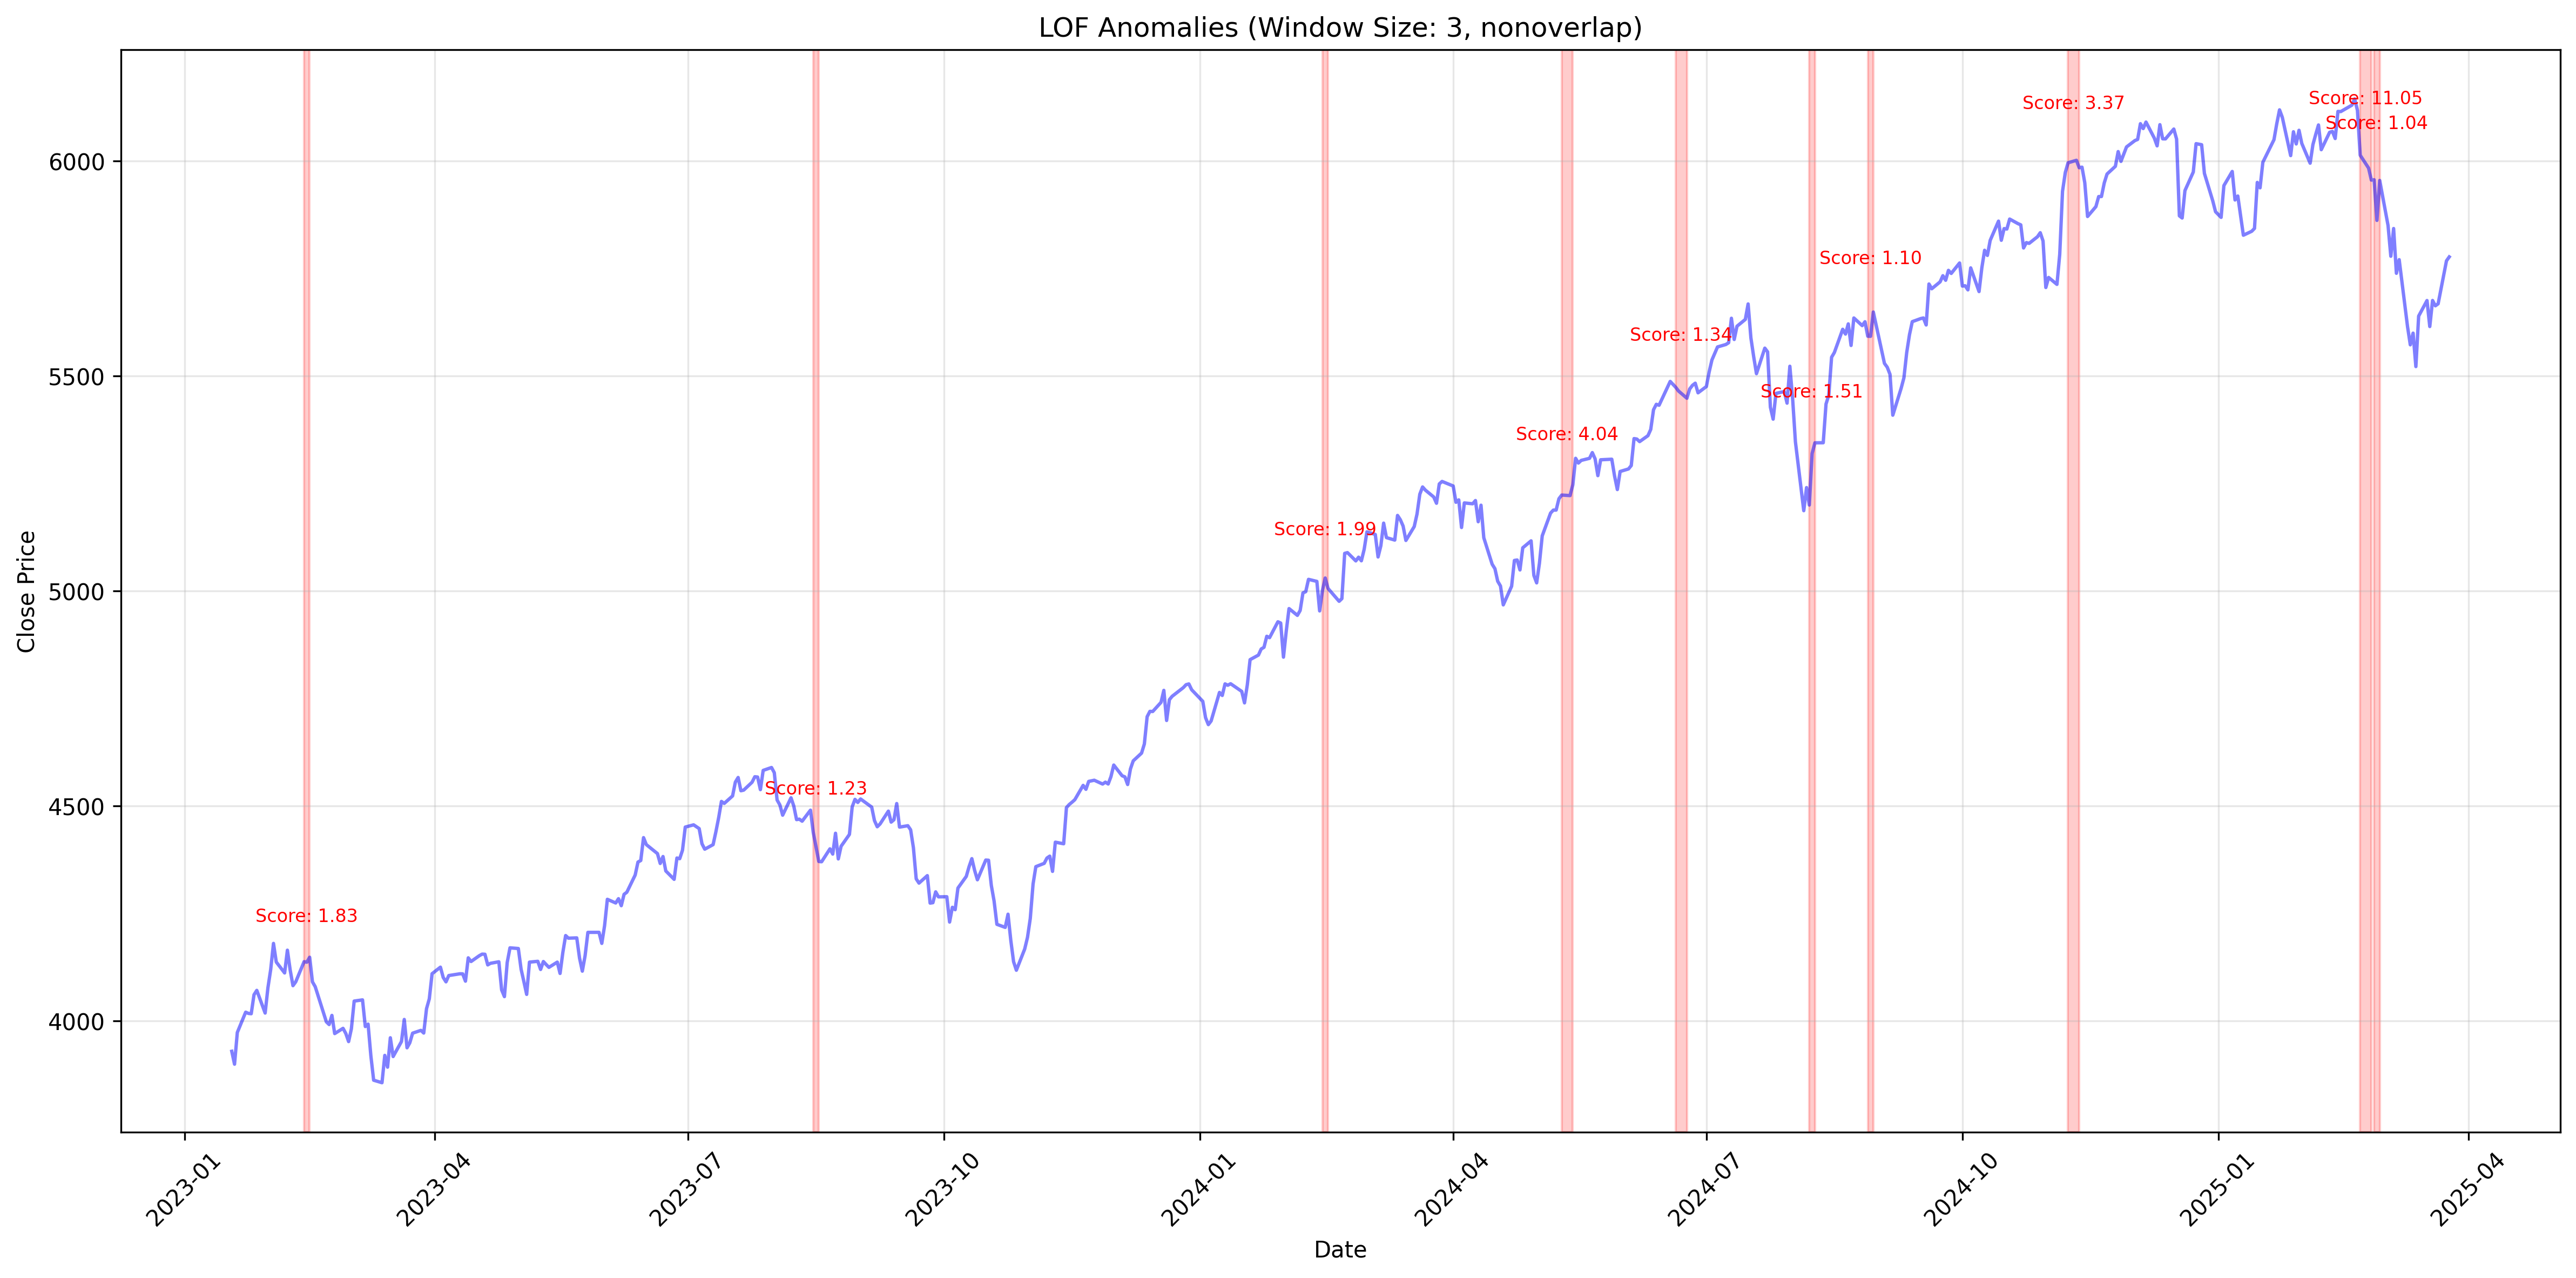 LOF Anomalies (Window Size: 3, nonoverlap)
Score: 11.05
Score: 3.37
Score: 1.04
6000
Score: 1.10
Score: 1.34
5500
Score: 1.51
Score: 4.04
Score: 1.99
5000
Close Price
Score: 1.23
4500
Score: 1.83
4000
2023-01
2023-04
2023-07
2023-10
2024-01
2024-04
2024-07
2024-10
2025-01
2025-04
Date